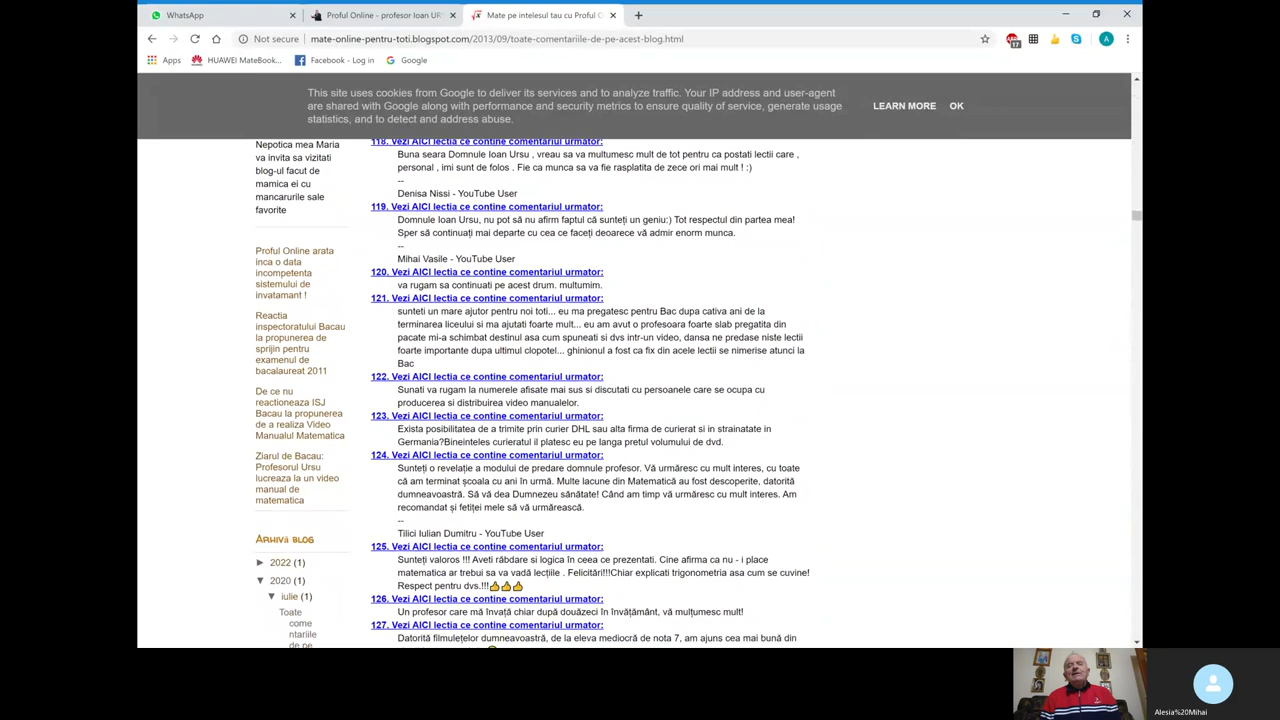 WhatsApp
Proful Online - profesor Ioan UR
Mate pe intelesul tau cu Proful O
Not secure
mate-online-pentru-toti.blogspot.com/2013/09/toate-comentariile-de-pe-acest-blog.html
17
A
Apps
HUAWEI MateBook...
Facebook - Log in
Google
This site uses cookies from Google to deliver its services and to analyze traffic. Your IP address and user-agent
are shared with Google along with performance and security metrics to ensure quality of service, generate usage
statistics, and to detect and address abuse.
LEARN MORE
OK
Nepotica mea Maria
va invita sa vizitati
blog-ul facut de
mamica ei cu
mancarurile sale
favorite
Proful Online arata
inca o data
incompetenta
sistemului de
invatamant !
Reactia
inspectoratului Bacau
la propunerea de
sprijin pentru
examenul de
bacalaureat 2011
De ce nu
reactioneaza ISJ
Bacau la propunerea
de a realiza Video
Manualul Matematica
Ziarul de Bacau:
Profesorul Ursu
lucreaza la un video
manual de
matematica
Arhivă blog
► 2022 (1)
▼ 2020 (1)
▼ iulie (1)
Toate
come
ntariile
de pe
118. Vezi AICI lectia ce contine comentariul urmator:
Buna seara Domnule Ioan Ursu , vreau sa va multumesc mult de tot pentru ca postati lectii care ,
personal , imi sunt de folos . Fie ca munca sa va fie rasplatita de zece ori mai mult ! :)
--
Denisa Nissi - YouTube User
119. Vezi AICI lectia ce contine comentariul urmator:
Domnule Ioan Ursu, nu pot să nu afirm faptul că sunteți un geniu:) Tot respectul din partea mea!
Sper să continuați mai departe cu cea ce faceți deoarece vă admir enorm munca.
--
Mihai Vasile - YouTube User
120. Vezi AICI lectia ce contine comentariul urmator:
va rugam sa continuati pe acest drum. multumim.
121. Vezi AICI lectia ce contine comentariul urmator:
sunteti un mare ajutor pentru noi toti... eu ma pregatesc pentru Bac dupa cativa ani de la
terminarea liceului si ma ajutati foarte mult... eu am avut o profesoara foarte slab pregatita din
pacate mi-a schimbat destinul asa cum spuneati si dvs intr-un video, dansa ne predase niste lectii
foarte importante dupa ultimul clopotel... ghinionul a fost ca fix din acele lectii se nimerise atunci la
Bac
122. Vezi AICI lectia ce contine comentariul urmator:
Sunati va rugam la numerele afisate mai sus si discutati cu persoanele care se ocupa cu
producerea si distribuirea video manualelor.
123. Vezi AICI lectia ce contine comentariul urmator:
Exista posibilitatea de a trimite prin curier DHL sau alta firma de curierat si in strainatate in
Germania?Bineinteles curieratul il platesc eu pe langa pretul volumului de dvd.
124. Vezi AICI lectia ce contine comentariul urmator:
Sunteți o revelație a modului de predare domnule profesor. Vă urmăresc cu mult interes, cu toate
că am terminat școala cu ani în urmă. Multe lacune din Matematică au fost descoperite, datorită
dumneavoastră. Să vă dea Dumnezeu sănătate! Când am timp vă urmăresc cu mult interes. Am
recomandat și fetiței mele să vă urmărească.
--
Tilici Iulian Dumitru - YouTube User
125. Vezi AICI lectia ce contine comentariul urmator:
Sunteți valoros !!! Aveti răbdare si logica în ceea ce prezentati. Cine afirma ca nu - i place
matematica ar trebui sa va vadă lecțiile . Felicitări!!!Chiar explicati trigonometria asa cum se cuvine!
Respect pentru dvs.!!!👍👍👍
126. Vezi AICI lectia ce contine comentariul urmator:
Un profesor care mă învață chiar după douăzeci în învățământ, vă mulțumesc mult!
127. Vezi AICI lectia ce contine comentariul urmator:
Datorită filmulețelor dumneavoastră, de la eleva mediocră de nota 7, am ajuns cea mai bună din
Alesia%20Mihai